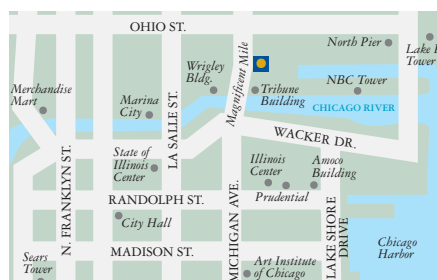 OHIO ST.
North Pier
Lake
Tower
Magnificent Mile
Wrigley
Bldg.
Merchandise
Mart
Marina
City
Tribune
Building
NBC Tower
CHICAGO RIVER
LA SALLE ST.
WACKER DR.
N. FRANKLYN ST.
State of
Illinois
Center
Illinois
Center
Amoco
Building
Prudential
RANDOLPH ST.
City Hall
MICHIGAN AVE.
LAKE SHORE
DRIVE
MADISON ST.
Chicago
Harbor
Sears
Tower
Art Institute
of Chicago